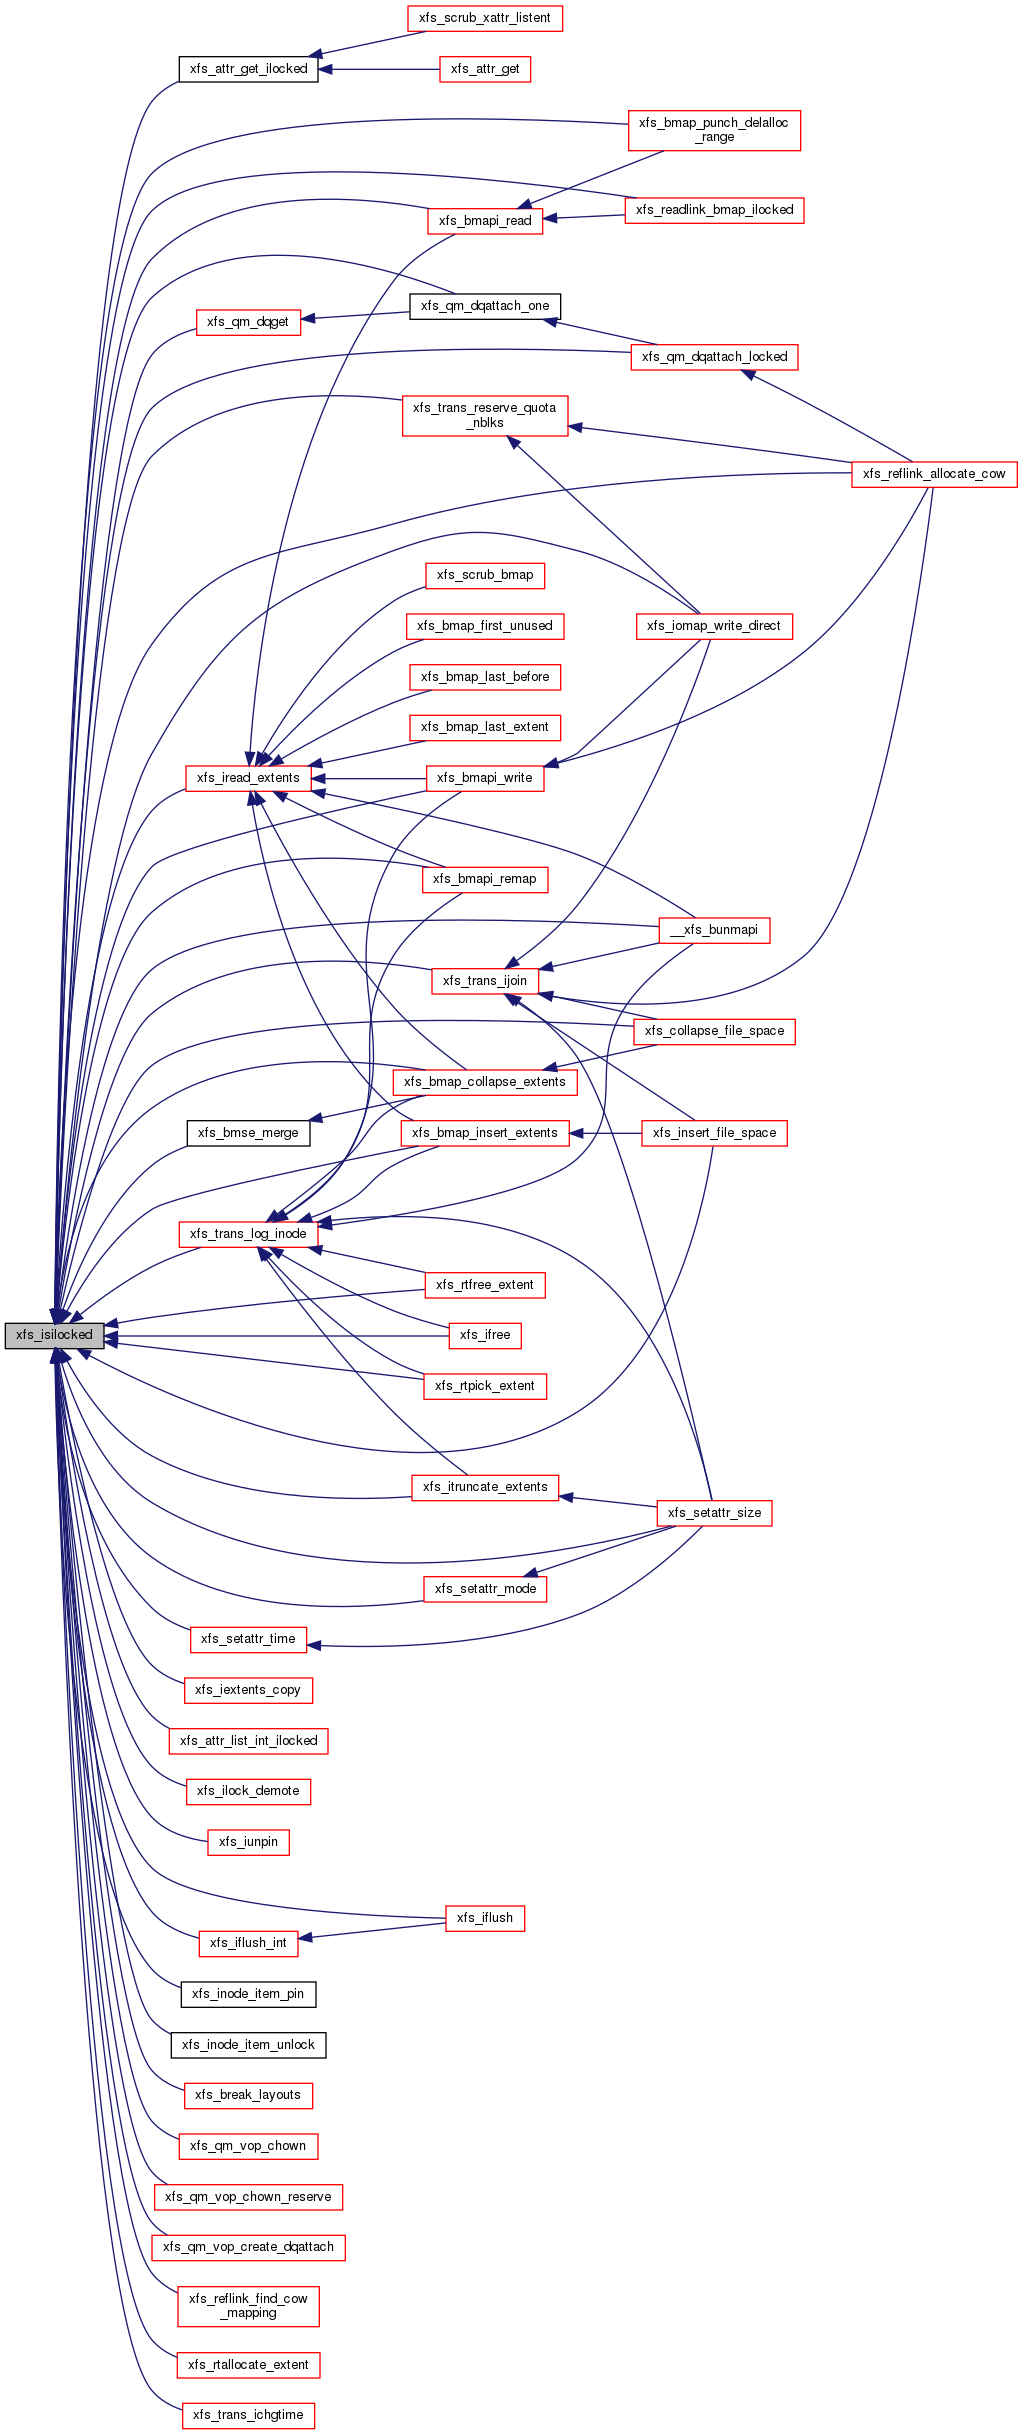 xfs_scrub_xattr_listent
xfs_attr_get_ilocked
xfs_attr_get
xfs_bmap_punch_delalloc
_range
xfs_readlink_bmap_ilocked
xfs_bmapi_read
xfs_qm_dqattach_one
xfs_qm_dqget
xfs_qm_dqattach_locked
xfs_trans_reserve_quota
_nblks
xfs_reflink_allocate_cow
xfs_scrub_bmap
xfs_bmap_first_unused
xfs_iomap_write_direct
xfs_bmap_last_before
xfs_bmap_last_extent
xfs_iread_extents
xfs_bmapi_write
xfs_bmapi_remap
__xfs_bunmapi
xfs_trans_ijoin
xfs_collapse_file_space
xfs_bmap_collapse_extents
xfs_bmse_merge
xfs_bmap_insert_extents
xfs_insert_file_space
xfs_trans_log_inode
xfs_rtfree_extent
xfs_isilocked
xfs_ifree
xfs_rtpick_extent
xfs_itruncate_extents
xfs_setattr_size
xfs_setattr_mode
xfs_setattr_time
xfs_iextents_copy
xfs_attr_list_int_ilocked
xfs_ilock_demote
xfs_iunpin
xfs_iflush
xfs_iflush_int
xfs_inode_item_pin
xfs_inode_item_unlock
xfs_break_layouts
xfs_qm_vop_chown
xfs_qm_vop_chown_reserve
xfs_qm_vop_create_dqattach
xfs_reflink_find_cow
_mapping
xfs_rtallocate_extent
xfs_trans_ichgtime